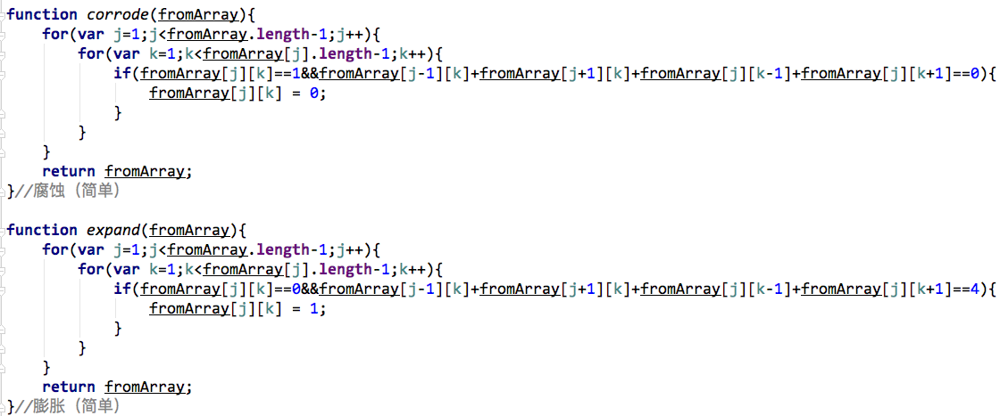 function corrode(fromArray){
    for(var j=1;j<fromArray.length-1;j++){
        for(var k=1;k<fromArray[j].length-1;k++){
            if(fromArray[j][k]==1&&fromArray[j-1][k]+fromArray[j+1][k]+fromArray[j][k-1]+fromArray[j][k+1]==0){
                fromArray[j][k] = 0;
            }
        }
    }
    return fromArray;
}//腐蚀（简单）

function expand(fromArray){
    for(var j=1;j<fromArray.length-1;j++){
        for(var k=1;k<fromArray[j].length-1;k++){
            if(fromArray[j][k]==0&&fromArray[j-1][k]+fromArray[j+1][k]+fromArray[j][k-1]+fromArray[j][k+1]==4){
                fromArray[j][k] = 1;
            }
        }
    }
    return fromArray;
}//膨胀（简单）